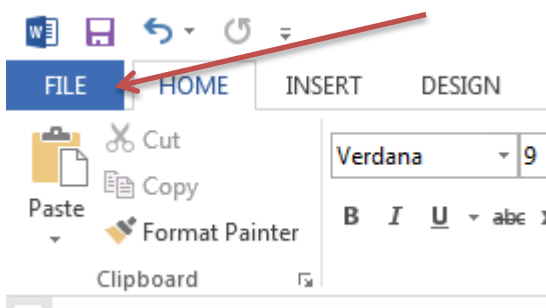 W
FILE HOME INSERT DESIGN
Cut
Verdana 9
Copy
Paste
B I U abc
Format Painter
Clipboard